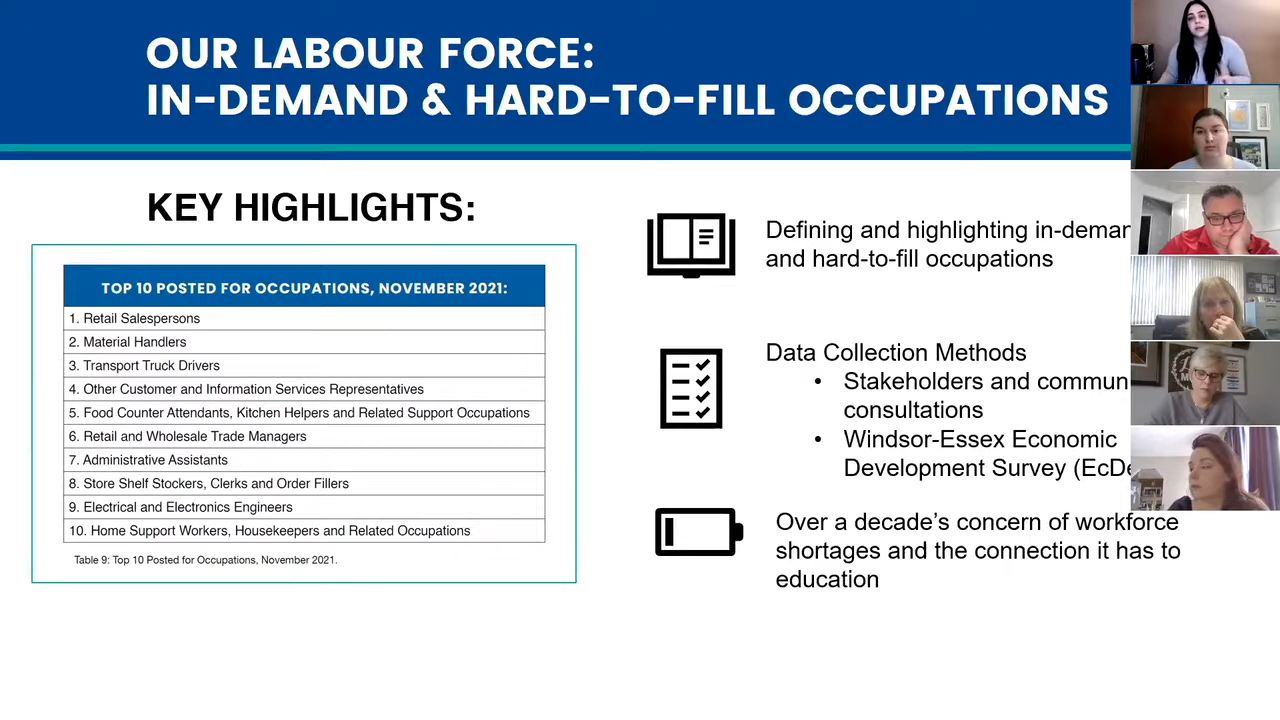 OUR LABOUR FORCE:
IN-DEMAND & HARD-TO-FILL OCCUPATIONS
KEY HIGHLIGHTS:
TOP 10 POSTED FOR OCCUPATIONS, NOVEMBER 2021:
1. Retail Salespersons
2. Material Handlers
3. Transport Truck Drivers
4. Other Customer and Information Services Representatives
5. Food Counter Attendants, Kitchen Helpers and Related Support Occupations
6. Retail and Wholesale Trade Managers
7. Administrative Assistants
8. Store Shelf Stockers, Clerks and Order Fillers
9. Electrical and Electronics Engineers
10. Home Support Workers, Housekeepers and Related Occupations
Table 9: Top 10 Posted for Occupations, November 2021.
Defining and highlighting
and hard-to-fill occupations
Data Collection Methods
• Stakeholders and
consultations
• Windsor-Essex Economic
Development Survey
Over a decade's concern of workforce
shortages and the connection it has to
education